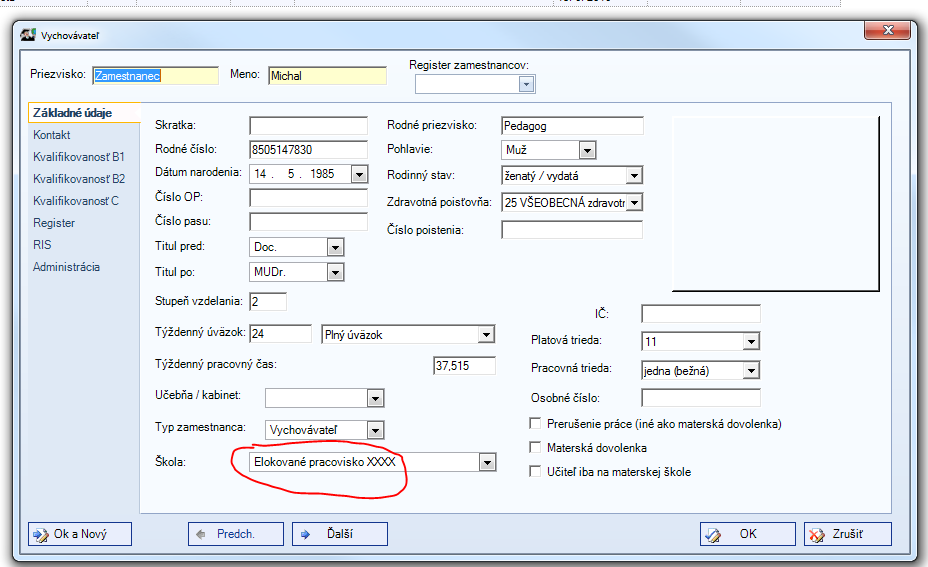 Vychovávateľ
Priezvisko: Zamestnanec Meno: Michal Register zamestnancov:
Základné údaje
Kontakt
Kvalifikovanosť B1
Kvalifikovanosť B2
Kvalifikovanosť C
Register
RIS
Administrácia
Skratka: Rodné priezvisko: Pedagog
Rodné číslo: 8505147830 Pohlavie: Muž
Dátum narodenia: 14 . 5 . 1985 Rodinný stav: ženatý / vydatá
Číslo OP: Zdravotná poisťovňa: 25 VŠEOBECNÁ zdravotn
Číslo pasu: Číslo poistenia:
Titul pred: Doc.
Titul po: MUDr.
Stupeň vzdelania: 2
IČ:
Týždenný úväzok: 24 Plný úväzok Platová trieda: 11
Týždenný pracovný čas: 37,515 Pracovná trieda: jedna (bežná)
Učebňa / kabinet: Osobné číslo:
Typ zamestnanca: Vychovávateľ Prerušenie práce (iné ako materská dovolenka)
Materská dovolenka
Škola: Elokované pracovisko XXXX Učiteľ iba na materskej škole
Ok a Nový Predch. Ďalší OK Zrušiť